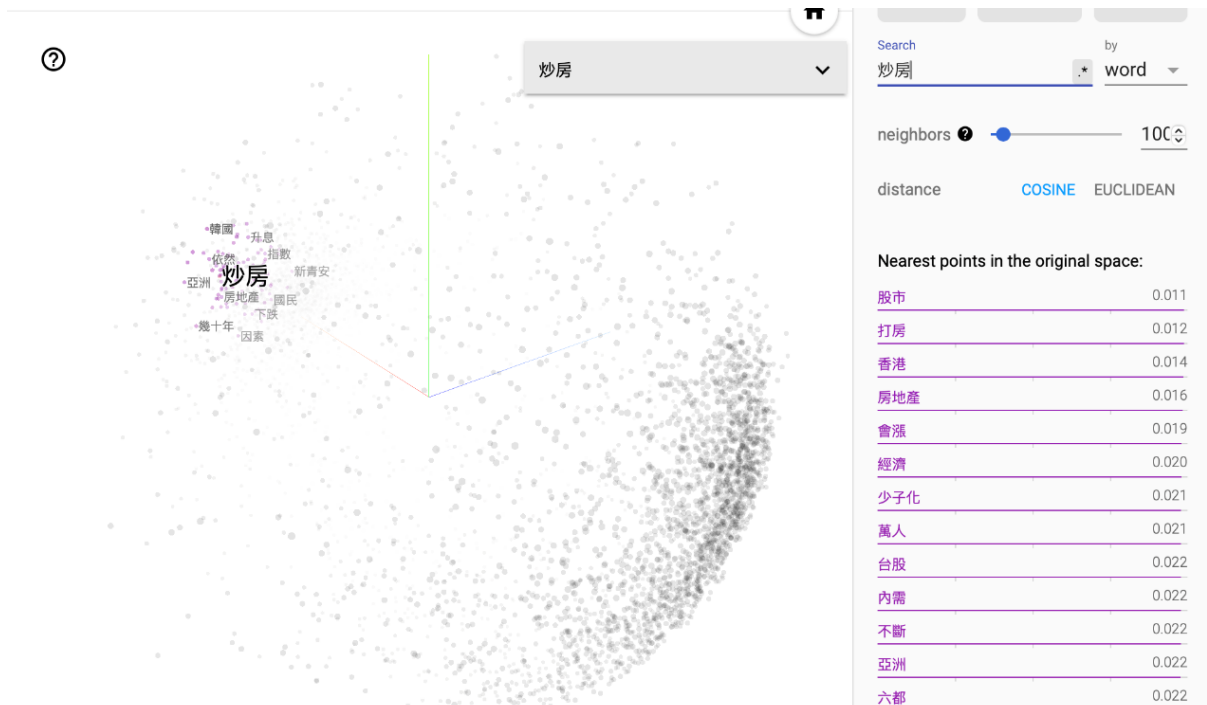 炒房
韓國
升息
指數
依然
新青安
炒房
亞洲
房地產
國民
下跌
幾十年
因素
Search
by
炒房
.*
word
neighbors
100
distance
COSINE
EUCLIDEAN
Nearest points in the original space:
股市 0.011
打房 0.012
香港 0.014
房地產 0.016
會漲 0.019
經濟 0.020
少子化 0.021
萬人 0.021
台股 0.022
內需 0.022
不斷 0.022
亞洲 0.022
六都 0.022